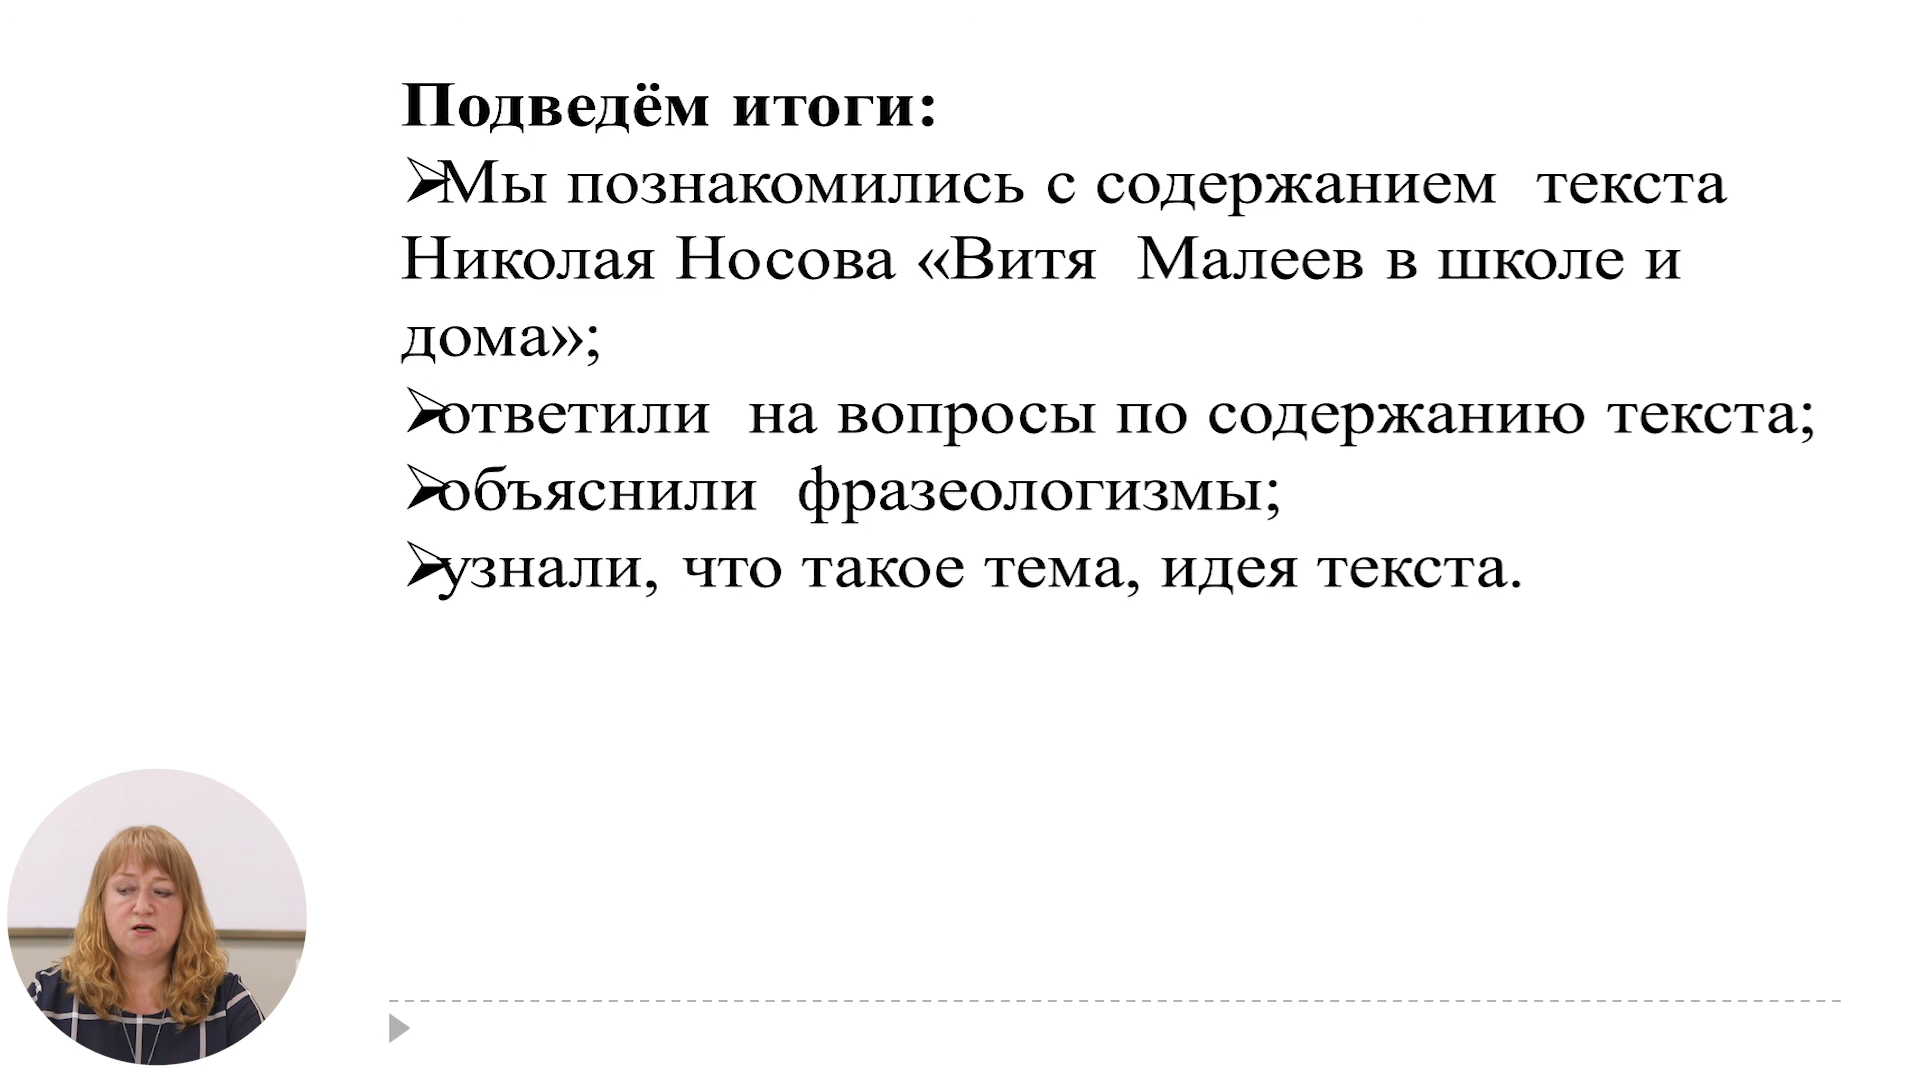 Подведём итоги:
➢Мы познакомились с содержанием текста
Николая Носова «Витя Малеев в школе и
дома»;
➢ответили на вопросы по содержанию текста;
➢объяснили фразеологизмы;
➢узнали, что такое тема, идея текста.